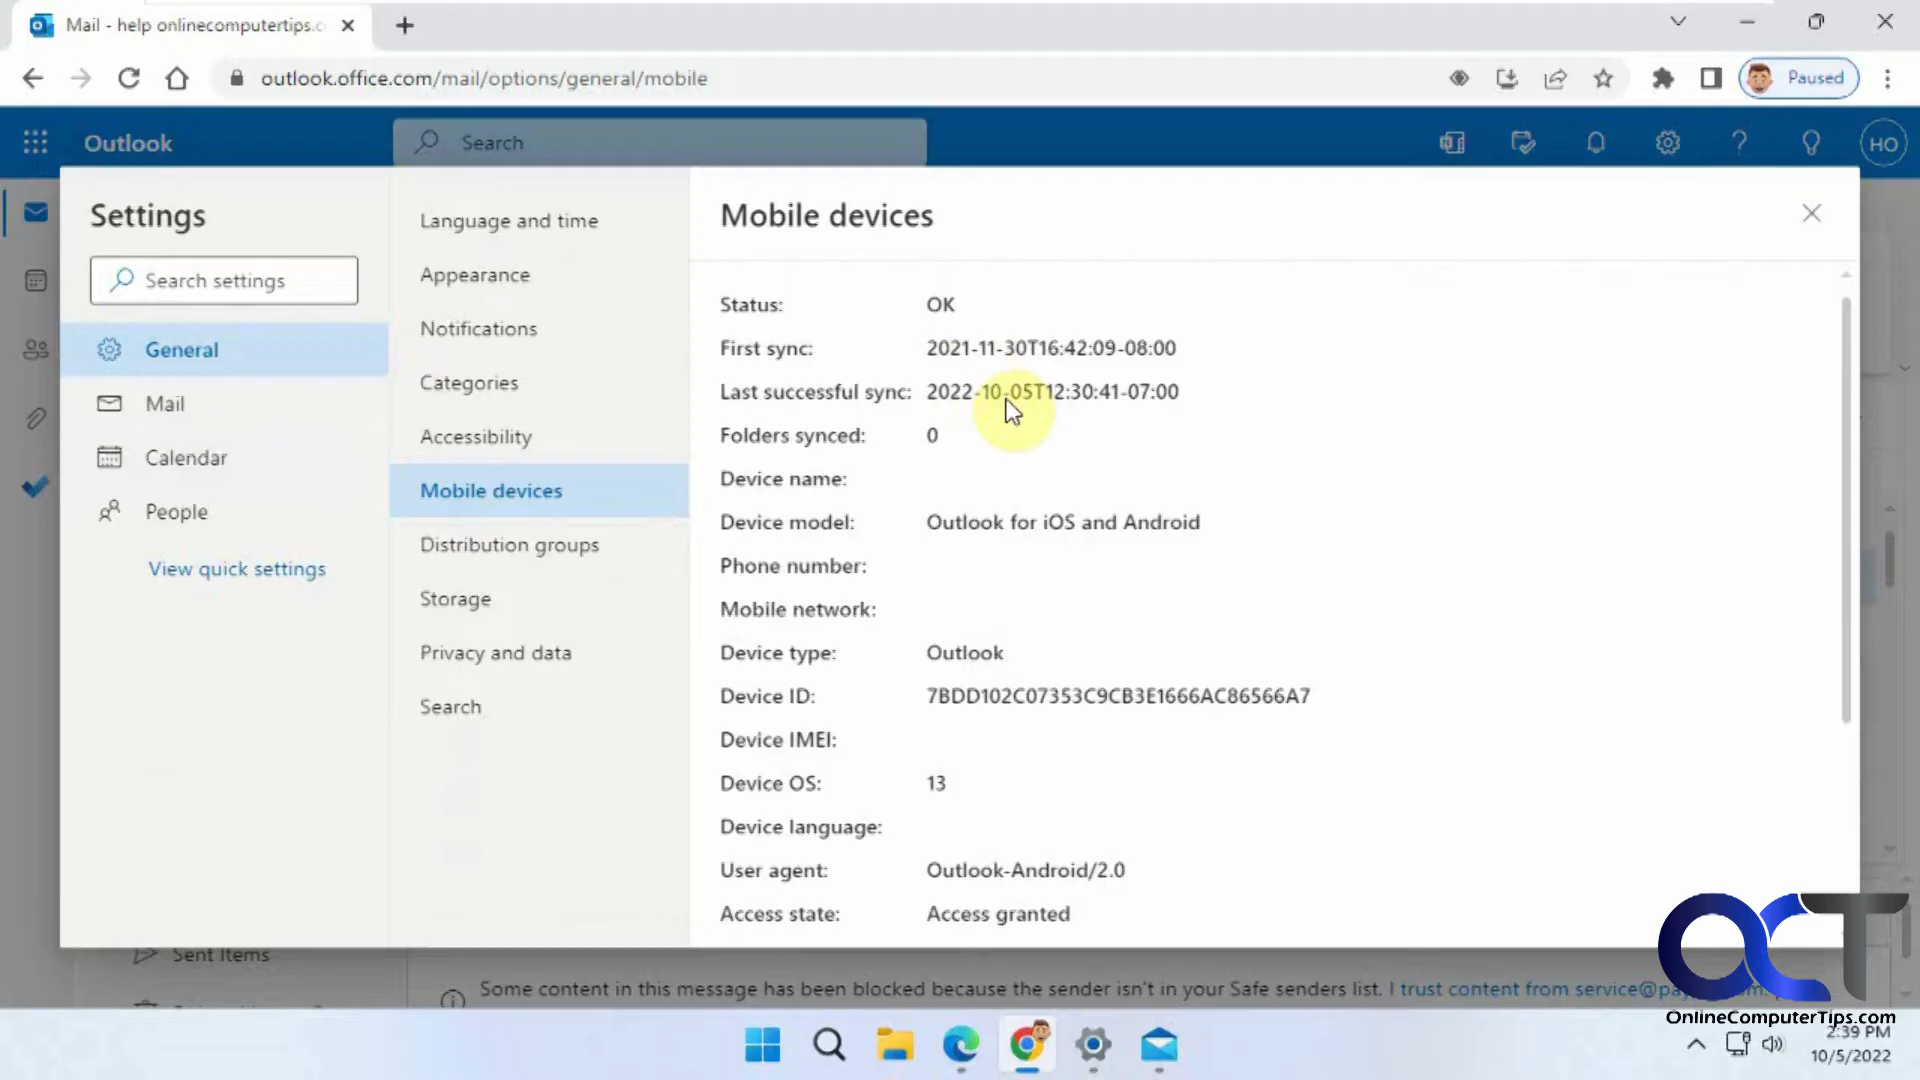 Mail - help onlinecomputertips.c
outlook.office.com/mail/options/general/mobile
Paused
Outlook
Search
HO
Settings
Search settings
General
Mail
Calendar
People
View quick settings
Language and time
Appearance
Notifications
Categories
Accessibility
Mobile devices
Distribution groups
Storage
Privacy and data
Search
Mobile devices
Status: OK
First sync: 2021-11-30T16:42:09-08:00
Last successful sync: 2022-10-05T12:30:41-07:00
Folders synced: 0
Device name:
Device model: Outlook for iOS and Android
Phone number:
Mobile network:
Device type: Outlook
Device ID: 7BDD102C07353C9CB3E1666AC86566A7
Device IMEI:
Device OS: 13
Device language:
User agent: Outlook-Android/2.0
Access state: Access granted
Sent Items
Some content in this message has been blocked because the sender isn't in your Safe senders list. I trust content from
OCT
OnlineComputerTips.com
2:39 PM
10/5/2022